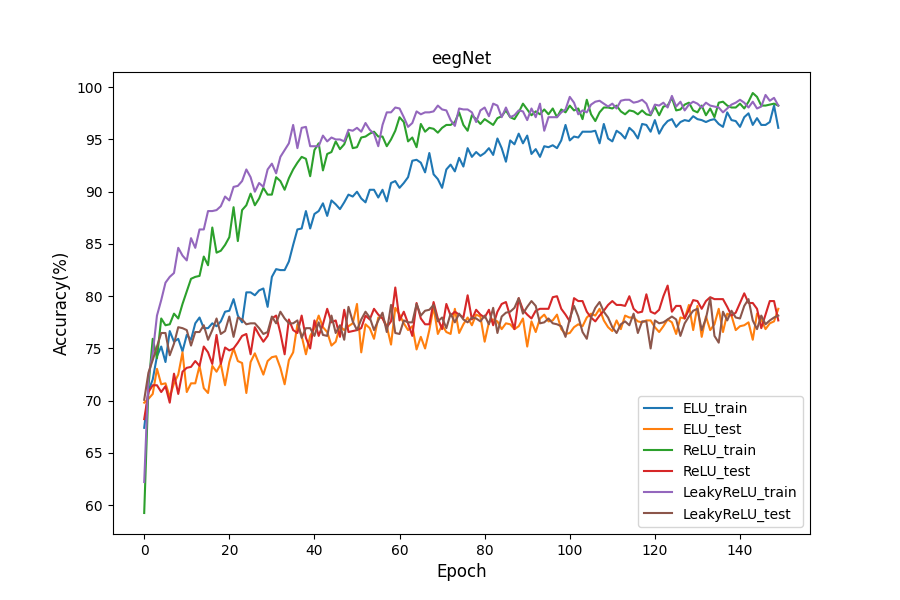 eegNet
Accuracy(%)
100
95
90
85
80
75
70
65
60
0 20 40 60 80 100 120 140
Epoch
ELU_train
ELU_test
ReLU_train
ReLU_test
LeakyReLU_train
LeakyReLU_test